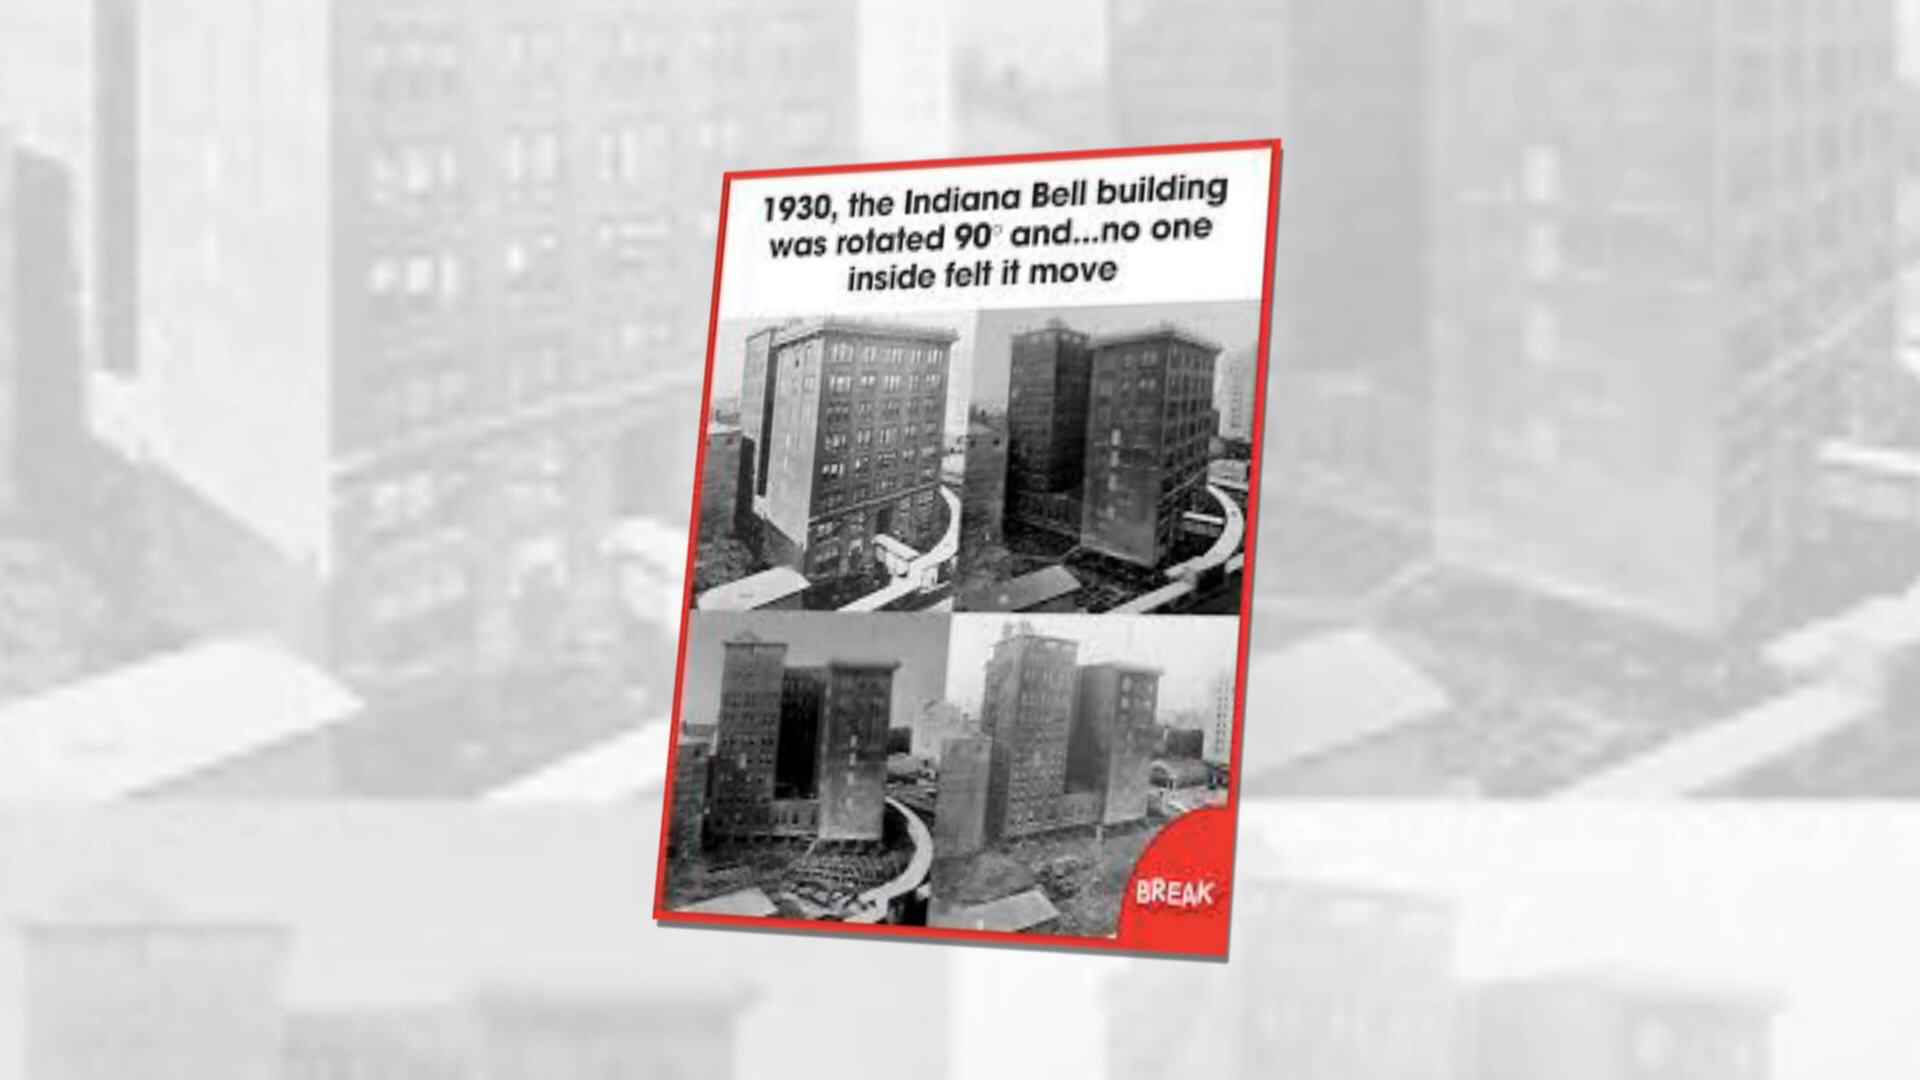 1930, the Indiana Bell building
was rotated 90° and...no one
inside felt it move
BREAK